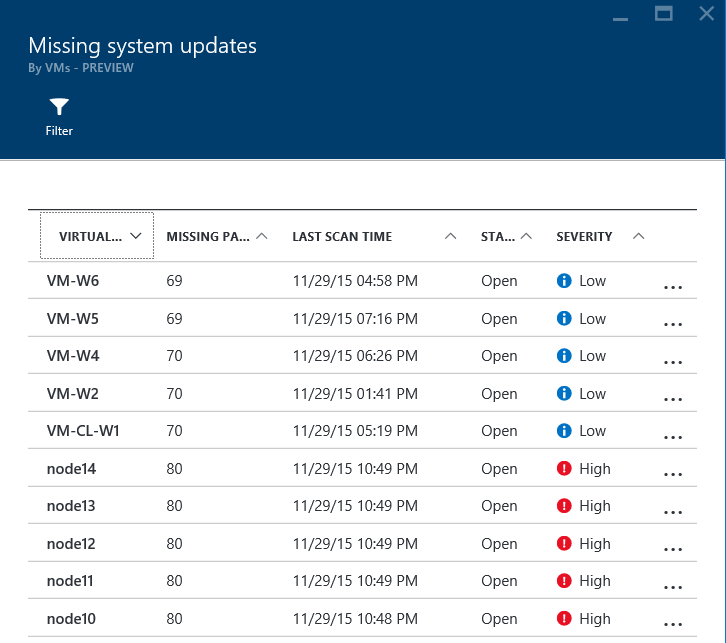 Missing system updates
By VMs - PREVIEW
Filter
VIRTUAL... MISSING PA... LAST SCAN TIME STA... SEVERITY
VM-W6 69 11/29/15 04:58 PM Open Low ...
VM-W5 69 11/29/15 07:16 PM Open Low ...
VM-W4 70 11/29/15 06:26 PM Open Low ...
VM-W2 70 11/29/15 01:41 PM Open Low ...
VM-CL-W1 70 11/29/15 05:19 PM Open Low ...
node14 80 11/29/15 10:49 PM Open High ...
node13 80 11/29/15 10:49 PM Open High ...
node12 80 11/29/15 10:49 PM Open High ...
node11 80 11/29/15 10:49 PM Open High ...
node10 80 11/29/15 10:48 PM Open High ...